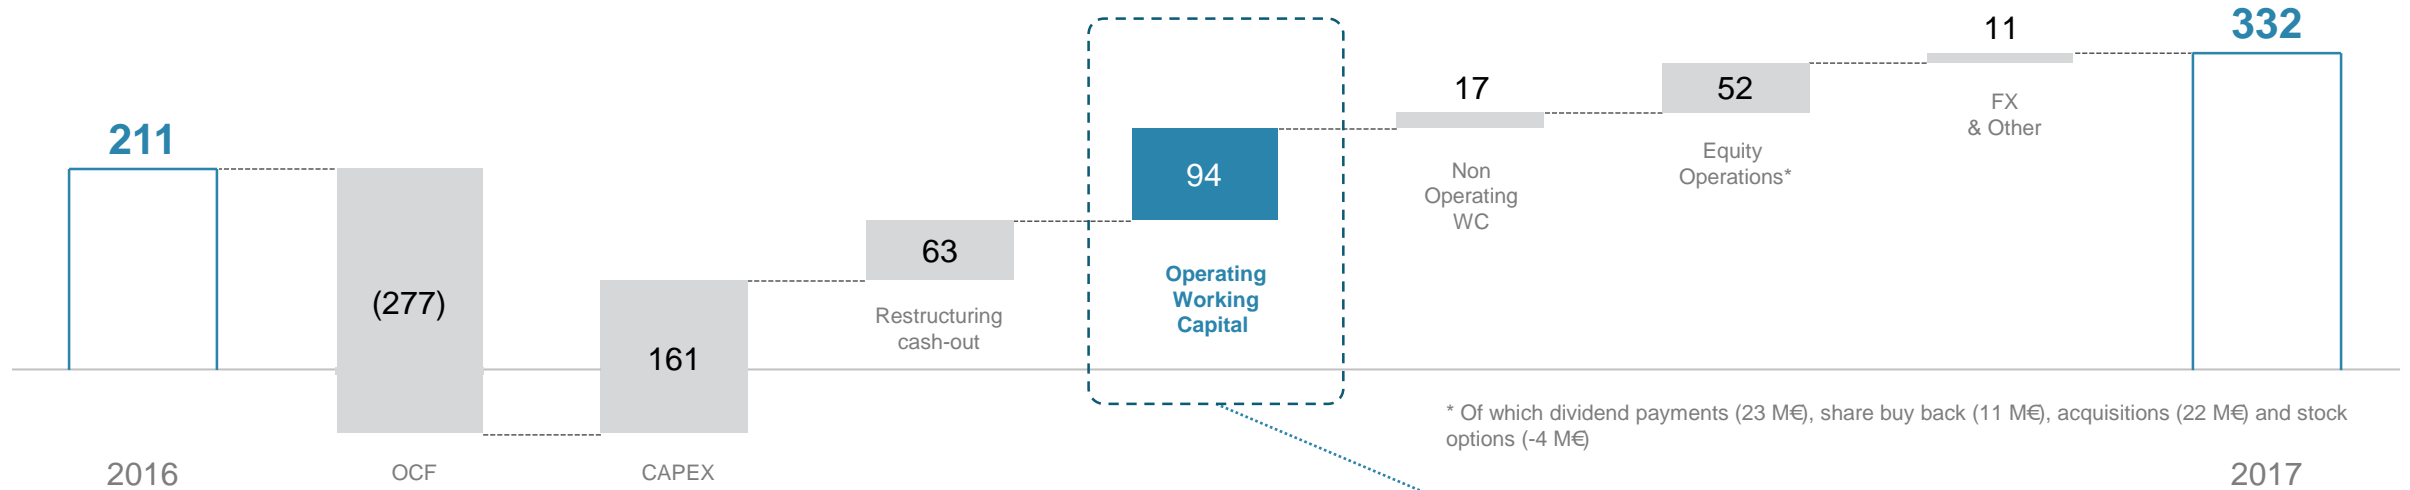 211
(277)
161
63
Restructuring
cash-out
94
Operating
Working
Capital
17
Non
Operating
WC
52
Equity
Operations*
11
FX
& Other
332
* Of which dividend payments (23 M€), share buy back (11 M€), acquisitions (22 M€) and stock
options (-4 M€)
2016
OCF
CAPEX
2017